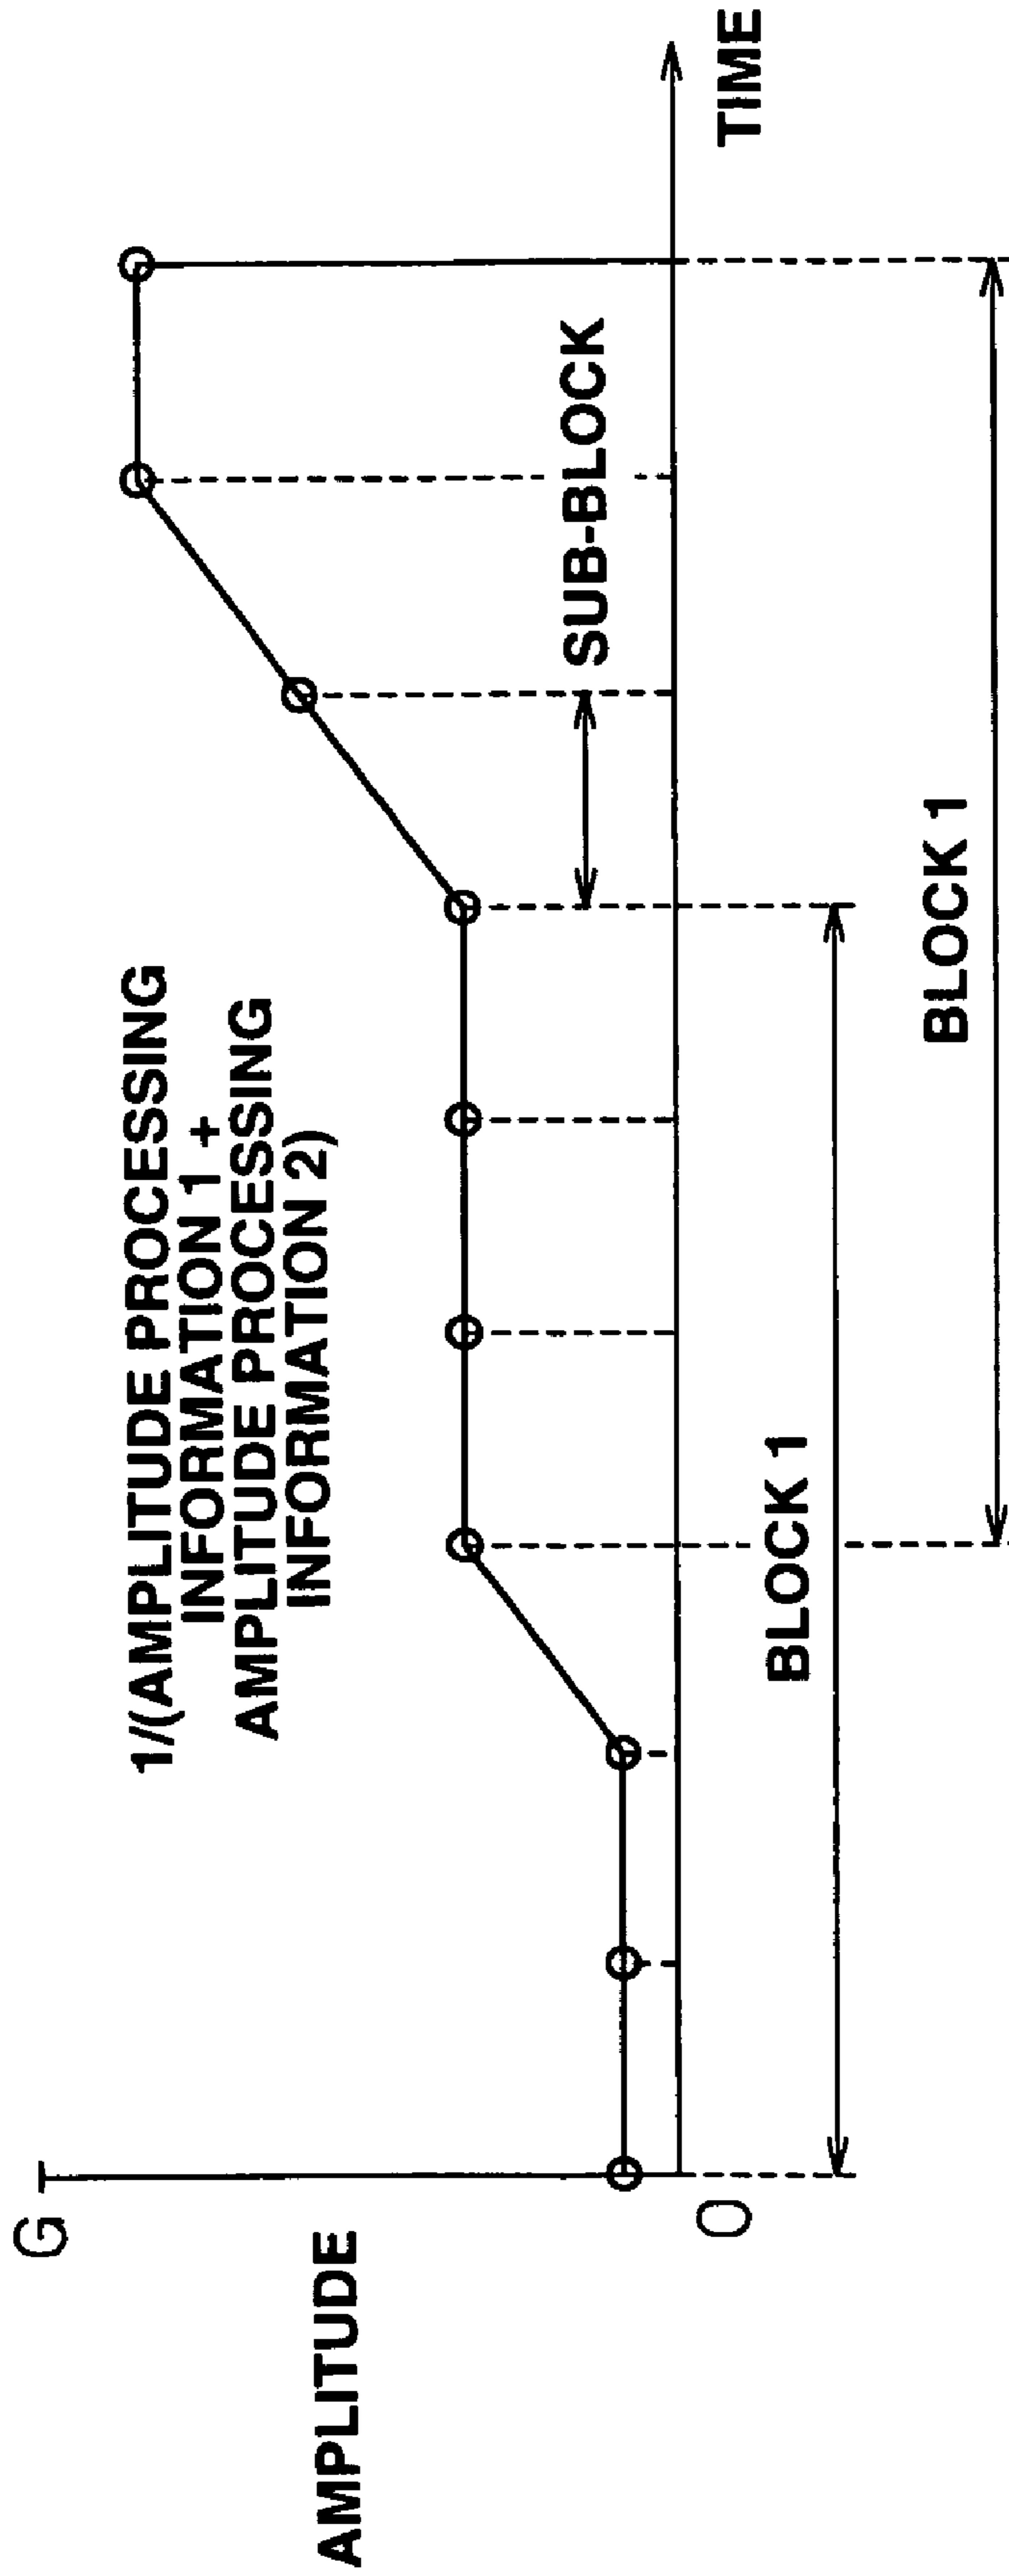 G
AMPLITUDE
1/(AMPLITUDE PROCESSING
INFORMATION 1 +
AMPLITUDE PROCESSING
INFORMATION 2)
SUB-BLOCK
0
TIME
BLOCK 1
BLOCK 1